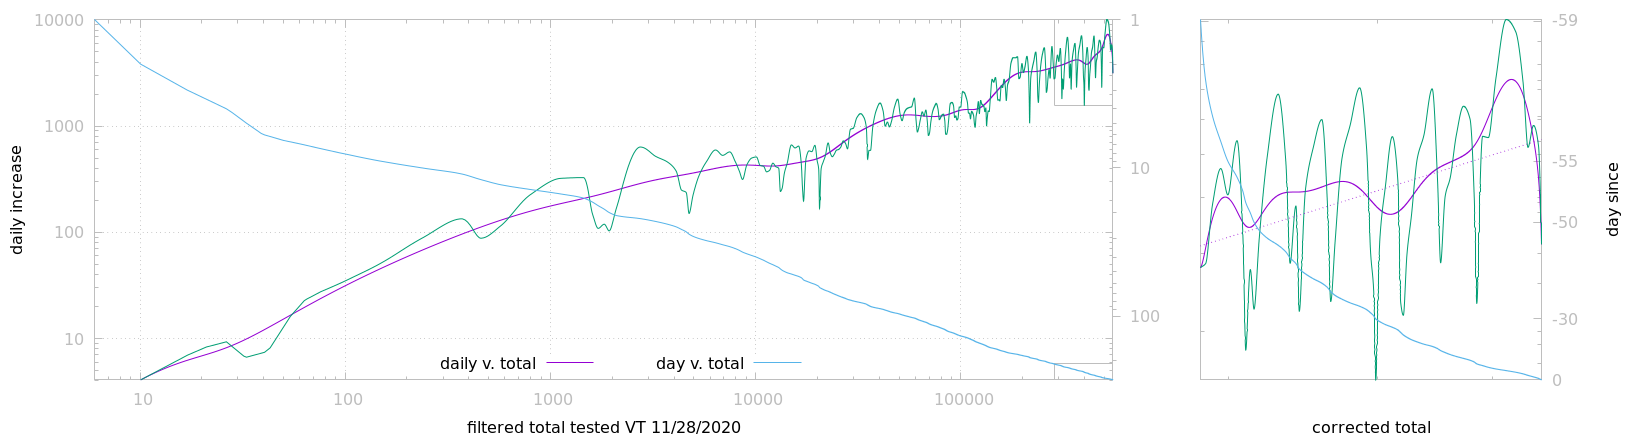 10000
1000
100
10
daily increase
1
10
100
daily v. total
day v. total
10
100
1000
10000
100000
filtered total tested VT 11/28/2020
-59
-55
-50
-30
0
day since
corrected total